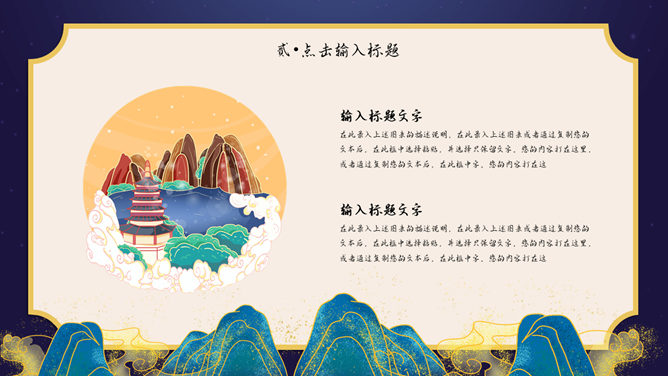 贰•点击输入标题
输入标题文字
在此录入上述图表的描述说明，在此录入上述图表或者通过复制您的
文本后，在此框中选择粘贴，并选择只保留文字。您的内容打在这里，
或者通过复制您的文本后，在此框中字。您的内容打在这
输入标题文字
在此录入上述图表的描述说明，在此录入上述图表或者通过复制您的
文本后，在此框中选择粘贴，并选择只保留文字。您的内容打在这里，
或者通过复制您的文本后，在此框中字。您的内容打在这